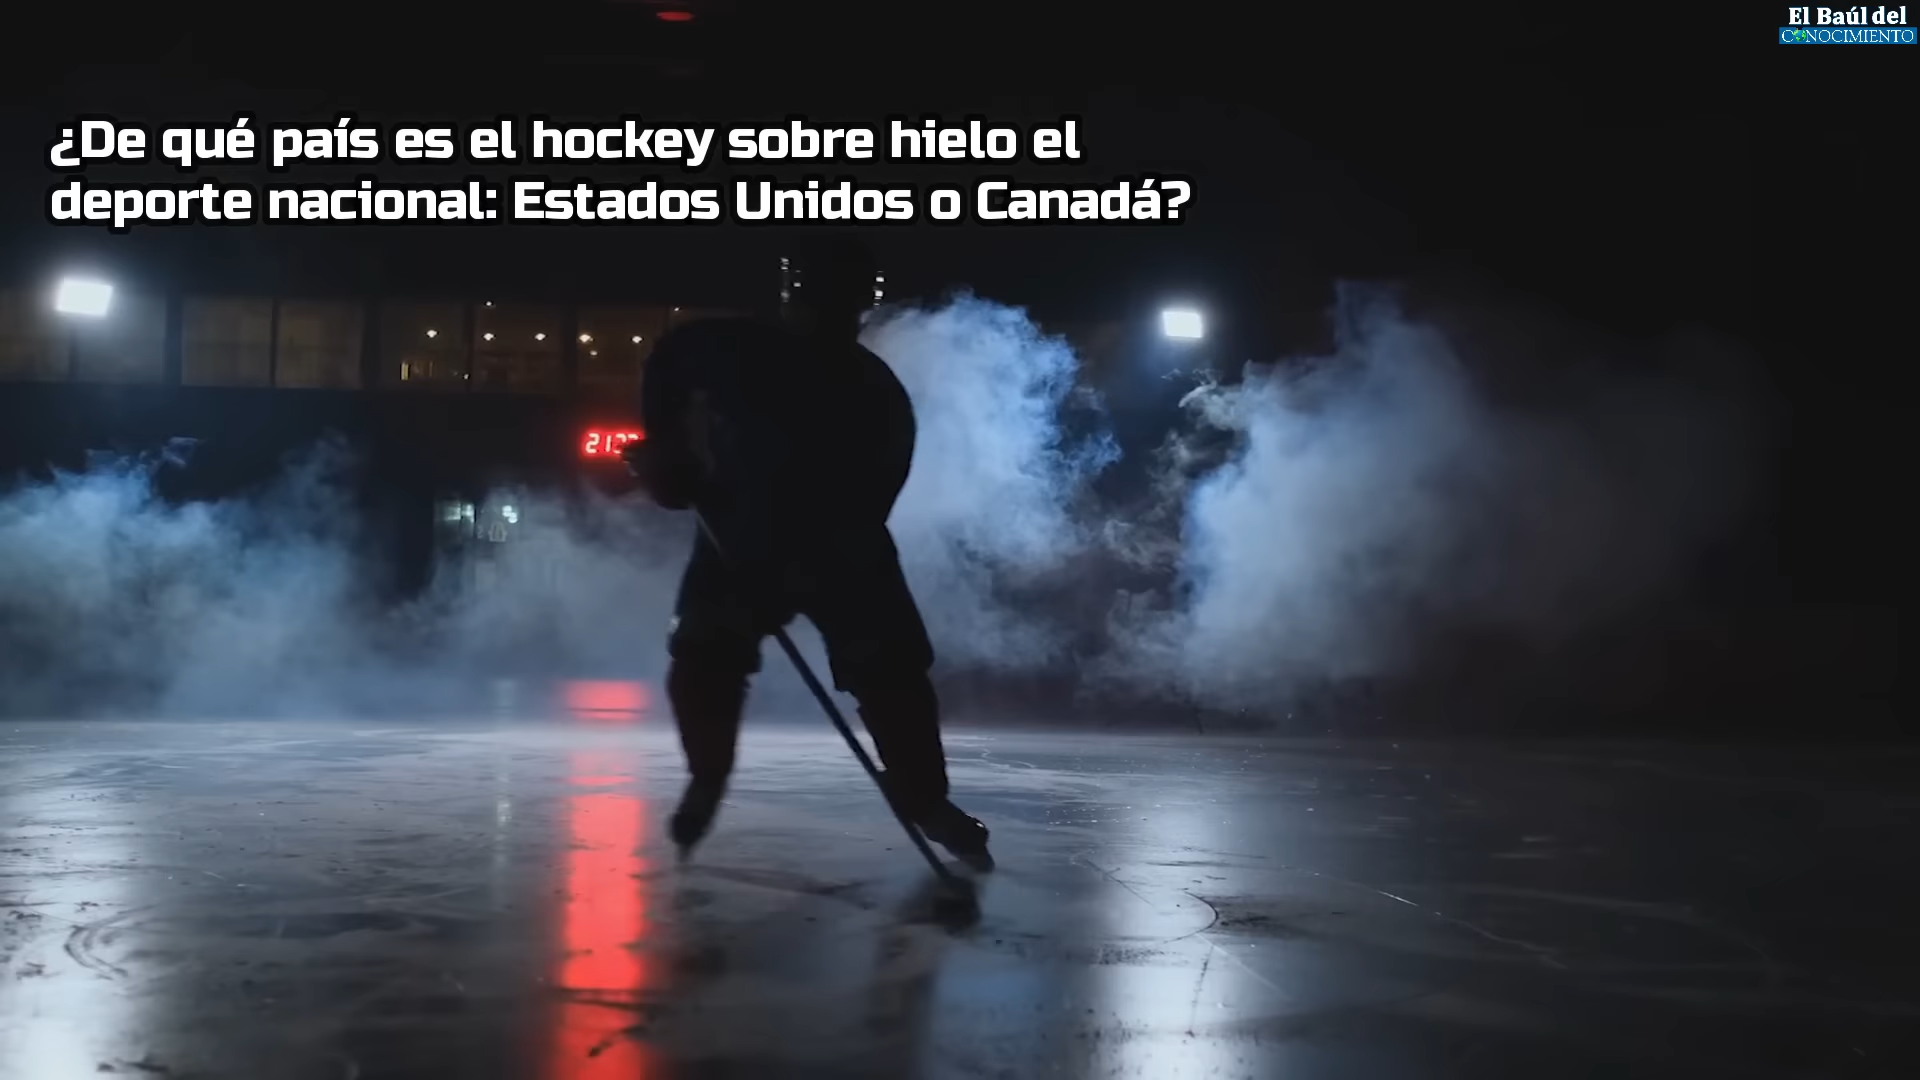 El Baúl del
CONOCIMIENTO
¿De qué país es el hockey sobre hielo el
deporte nacional: Estados Unidos o Canadá?